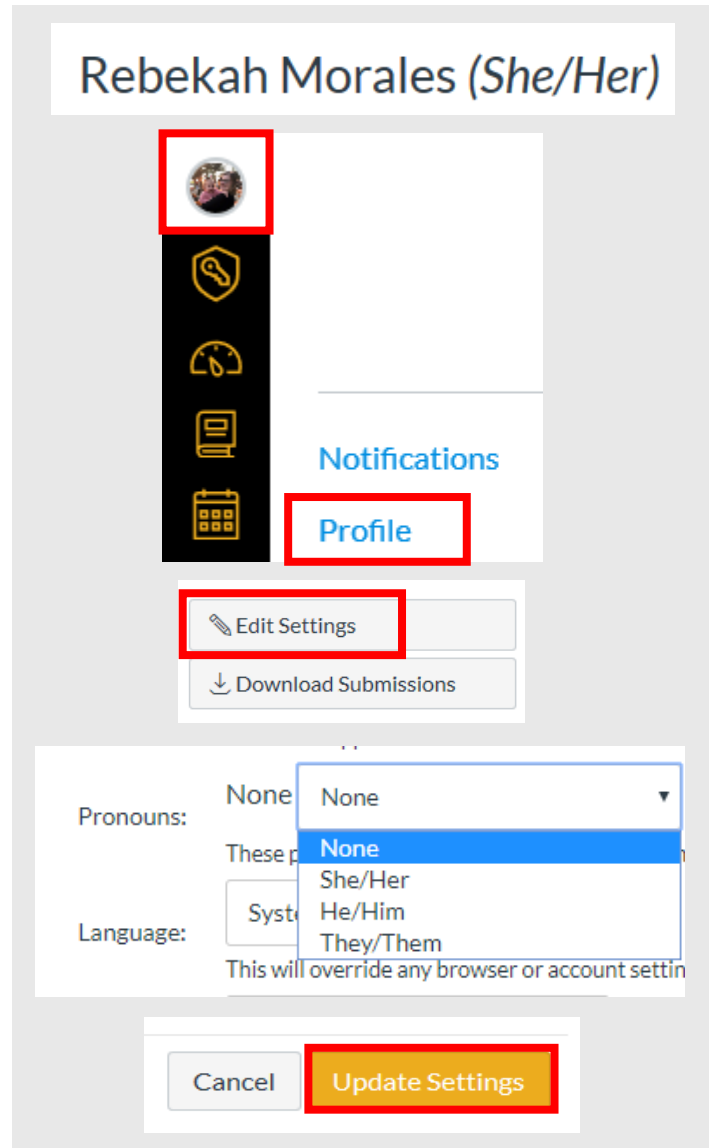 Rebekah Morales (She/Her)
Notifications
Profile
Edit Settings
Download Submissions
Pronouns:
None
None
These
None
She/Her
He/Him
They/Them
Language:
This will override any browser or account
Cancel
Update Settings